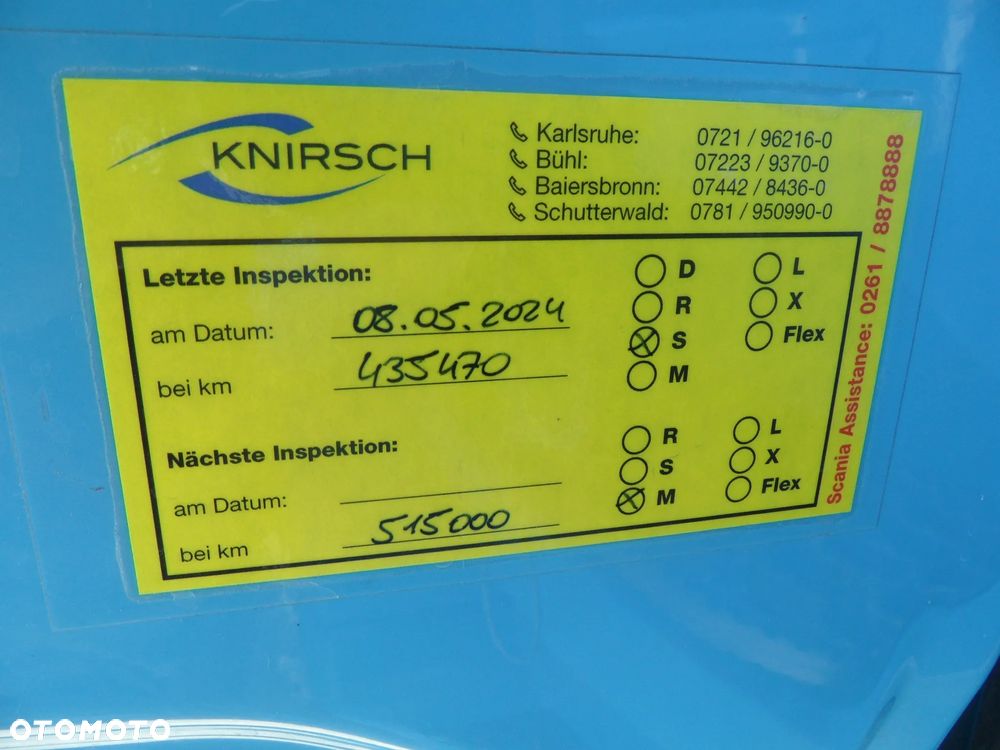 KNIRSCH
Karlsruhe: 0721 / 96216-0
Bühl: 07223 / 9370-0
Baiersbronn: 07442 / 8436-0
Schutterwald: 0781 / 950990-0
Letzte Inspektion:
am Datum: 08.05.2024
bei km 435470
D L
R X
S Flex
M
Nächste Inspektion:
am Datum:
bei km 515000
R L
S X
M Flex
Scania Assistance: 0261 / 8878888
OTOMOTO